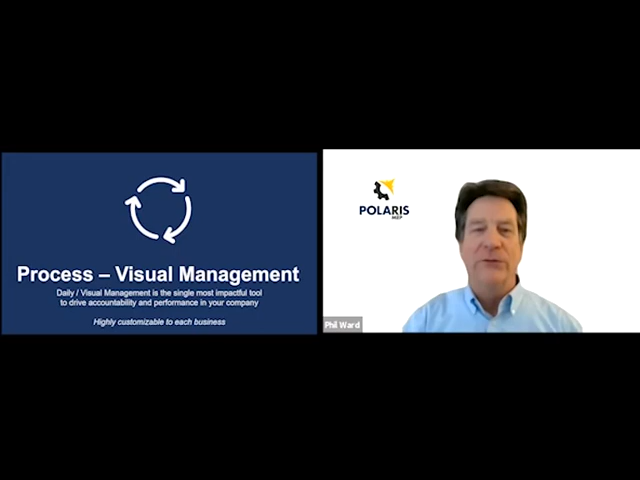 Process – Visual Management
Daily / Visual Management is the single most impactful tool
to drive accountability and performance in your company
Highly customizable to each business
POLARIS
MEP
Phil Ward